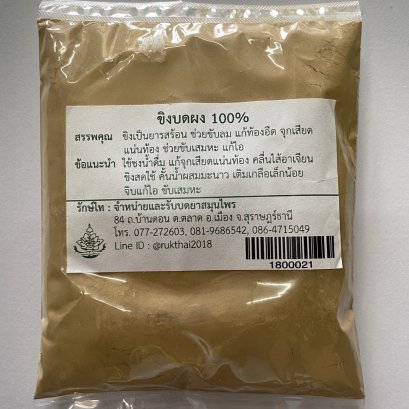 ขิงบดผง 100%
สรรพคุณ ขิงเป็นยารสร้อน ช่วยขับลม แก้ท้องอืด จุกเสียด
แน่นท้อง ช่วยขับเสมหะ แก้ไอ
ข้อแนะนำ ใช้ชงน้ำดื่ม แก้จุกเสียดแน่นท้อง คลื่นไส้อาเจียน
ขิงสดใช้ คั้นน้ำผสมมะนาว เติมเกลือเล็กน้อย
จิบแก้ไอ ขับเสมหะ
รักษ์ไท : จำหน่ายและรับบดยาสมุนไพร
84 ถ.บ้านดอน ต.ตลาด อ.เมือง จ.สุราษฎร์ธานี
โทร. 077-272603, 081-9686542, 086-4715049
Line ID : @rukthai2018
1800021